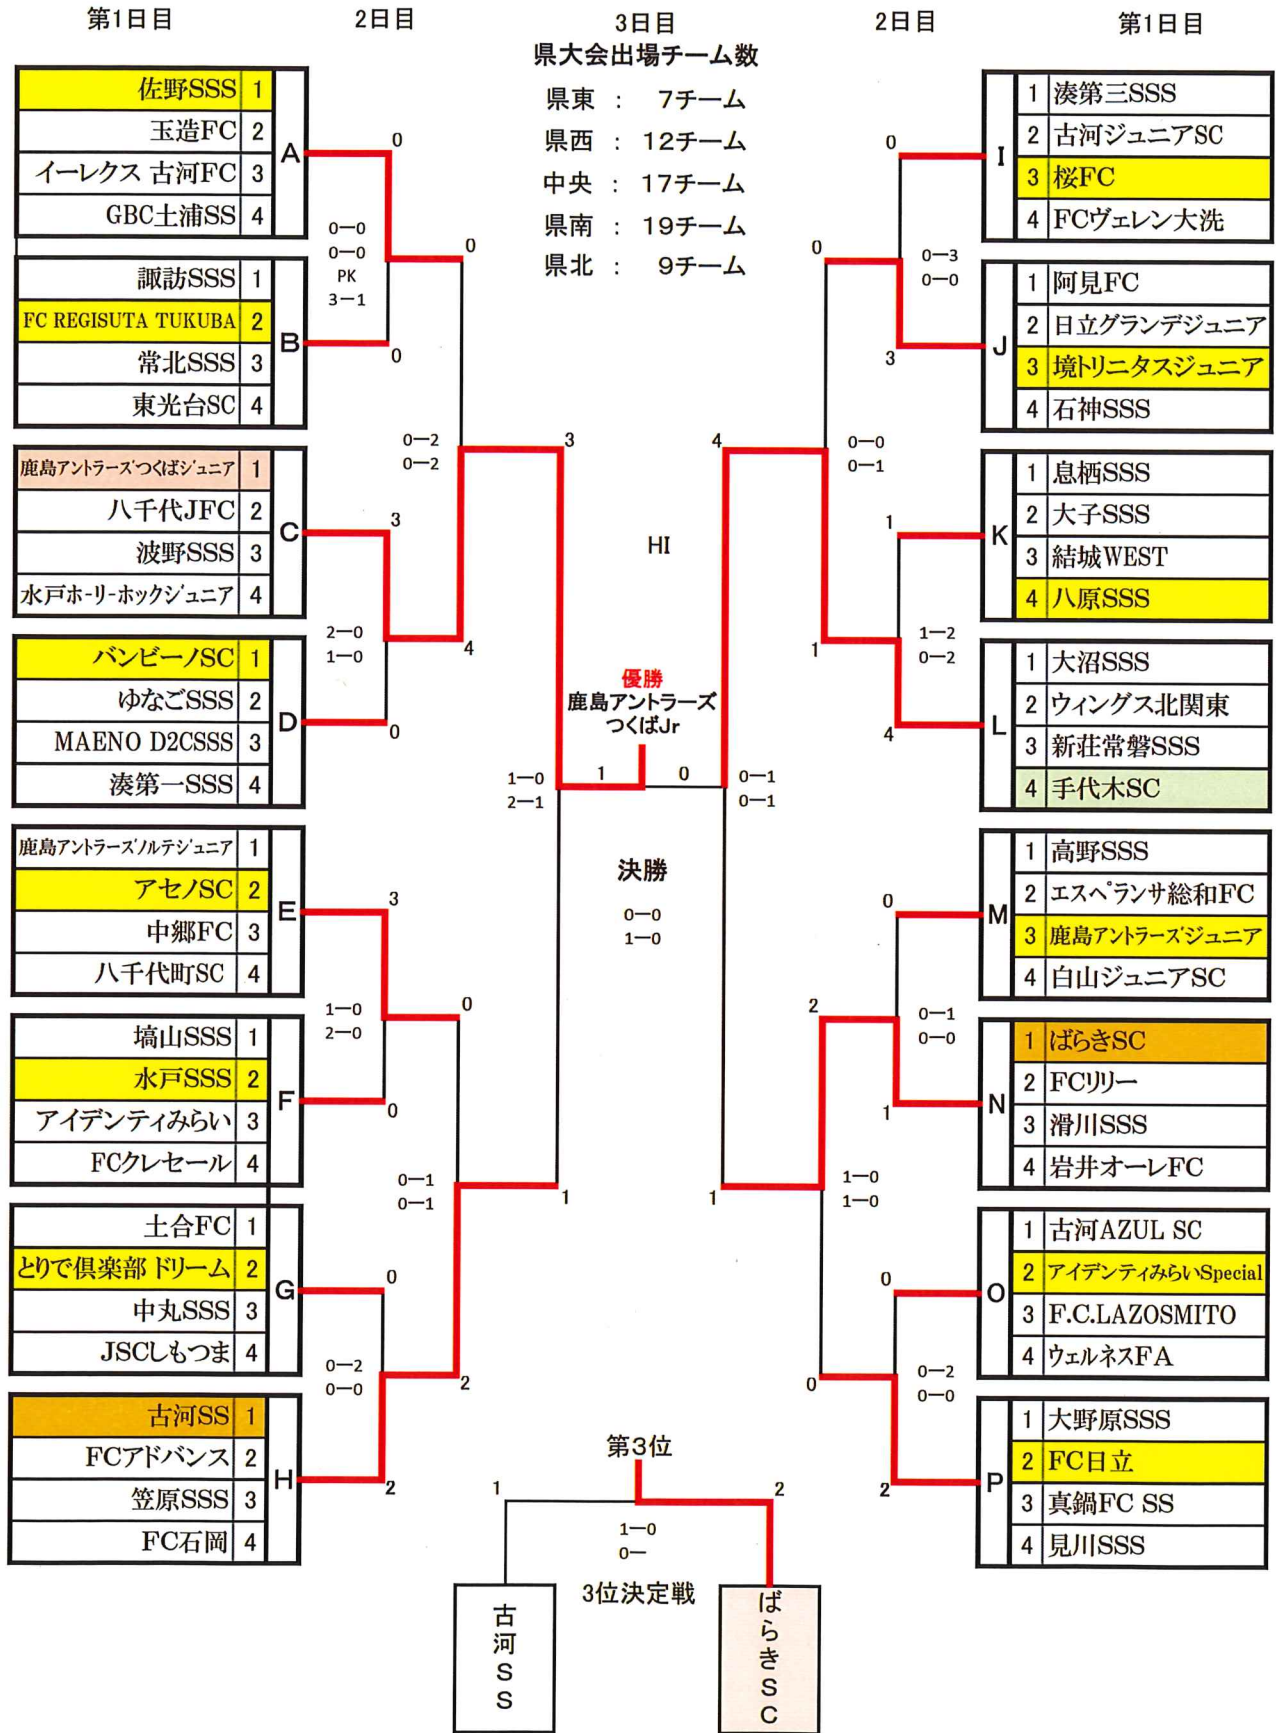 第1日目
2日目
3日目
2日目
第1日目
県大会出場チーム数
県東 : 7チーム
県西 : 12チーム
中央 : 17チーム
県南 : 19チーム
県北 : 9チーム
佐野SSS 1
玉造FC 2
イーレクス 古河FC 3
GBC土浦SS 4
A
諏訪SSS 1
FC REGISUTA TUKUBA 2
常北SSS 3
東光台SC 4
B
鹿島アントラーズつくばジュニア 1
八千代JFC 2
波野SSS 3
水戸ホーリーホックジュニア 4
C
バンビーノSC 1
ゆなごSSS 2
MAENO D2CSSS 3
湊第一SSS 4
D
鹿島アントラーズノルテジュニア 1
アセノSC 2
中郷FC 3
八千代町SC 4
E
塙山SSS 1
水戸SSS 2
アイデンティみらい 3
FCクレセール 4
F
土合FC 1
とりで倶楽部 ドリーム 2
中丸SSS 3
JSCしもつま 4
G
古河SS 1
FCアドバンス 2
笠原SSS 3
FC石岡 4
H
0
0—0
0—0
PK
3—1
0
0
0—2
0—2
3
2—0
1—0
0
4
3
3
1—0
2—0
0
0
0—1
0—1
0
0—2
0—0
2
2
1
1—0
2—1
HI
優勝
鹿島アントラーズ
つくばJr
1
0
決勝
0—0
1—0
4
0—1
0—1
1
0
0—3
0—0
3
0
0—0
0—1
1
1—2
0—2
4
1
0
0—1
0—0
1
2
1—0
1—0
0
0—2
0—0
2
0
I
1 湊第三SSS
2 古河ジュニアSC
3 桜FC
4 FCヴェレン大洗
J
1 阿見FC
2 日立グランデジュニア
3 境トリニタスジュニア
4 石神SSS
K
1 息栖SSS
2 大子SSS
3 結城WEST
4 八原SSS
L
1 大沼SSS
2 ウィングス北関東
3 新荘常磐SSS
4 手代木SC
M
1 高野SSS
2 エスペランサ総和FC
3 鹿島アントラーズジュニア
4 白山ジュニアSC
N
1 ばらきSC
2 FCリリー
3 滑川SSS
4 岩井オーレFC
O
1 古河AZUL SC
2 アイデンティみらいSpecial
3 F.C.LAZOSMITO
4 ウェルネスFA
P
1 大野原SSS
2 FC日立
3 真鍋FC SS
4 見川SSS
第3位
1
2
1—0
0—
3位決定戦
古河SS
ばらきSC